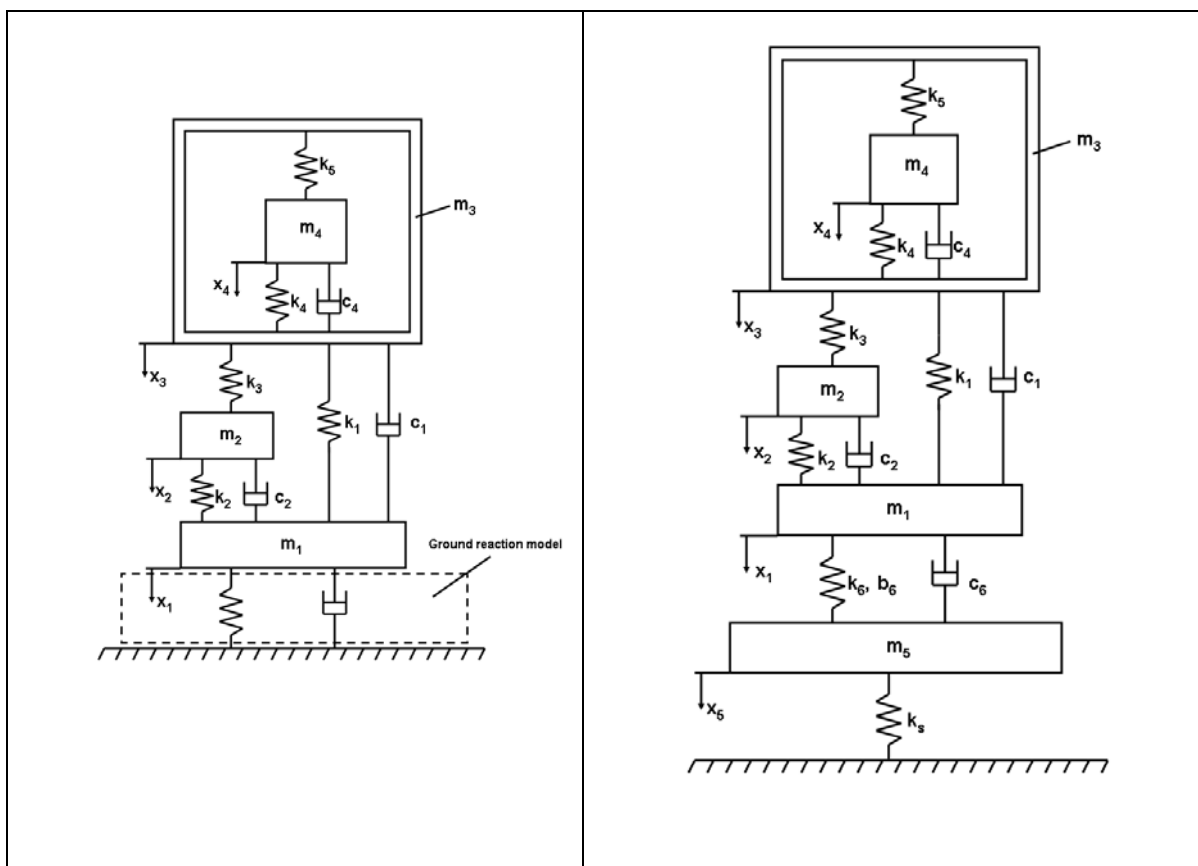 k5
m4
m3
x4
k4
c4
x3
k3
m2
k1
c1
x2
k2
c2
m1
Ground reaction model
x1
k5
m4
m3
x4
k4
c4
x3
k3
m2
k1
c1
x2
k2
c2
m1
x1
k6, b6
c6
m5
x5
ks